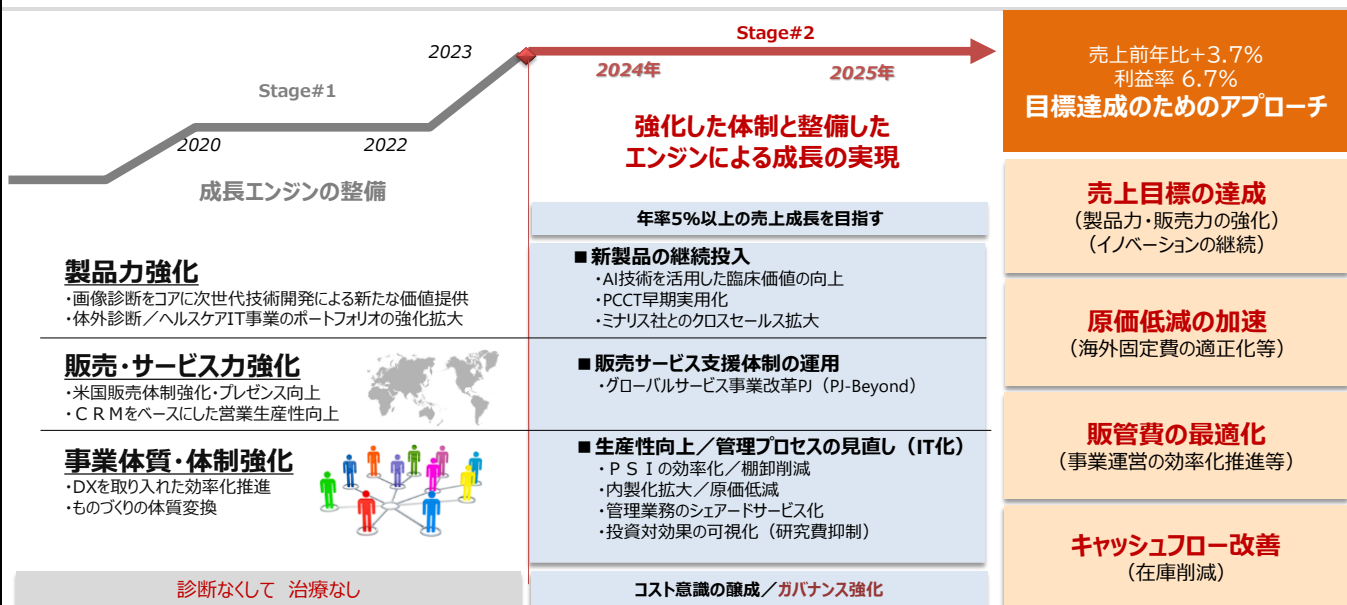 Stage#1
2020
2022
2023
成長エンジンの整備
Stage#2
2024年
2025年
強化した体制と整備した
エンジンによる成長の実現
年率5%以上の売上成長を目指す
製品力強化
・画像診断をコアに次世代技術開発による新たな価値提供
・体外診断／ヘルスケアIT事業のポートフォリオの強化拡大
■新製品の継続投入
・AI技術を活用した臨床価値の向上
・PCCT早期実用化
・ミナリス社とのクロスセールス拡大
販売・サービス力強化
・米国販売体制強化・プレゼンス向上
・ＣＲＭをベースにした営業生産性向上
■販売サービス支援体制の運用
・グローバルサービス事業改革PJ（PJ-Beyond）
事業体質・体制強化
・DXを取り入れた効率化推進
・ものづくりの体質変換
■生産性向上／管理プロセスの見直し（IT化）
・ＰＳＩの効率化／棚卸削減
・内製化拡大／原価低減
・管理業務のシェアードサービス化
・投資対効果の可視化（研究費抑制）
診断なくして 治療なし
コスト意識の醸成／ガバナンス強化
売上前年比+3.7%
利益率 6.7%
目標達成のためのアプローチ
売上目標の達成
（製品力・販売力の強化）
（イノベーションの継続）
原価低減の加速
（海外固定費の適正化等）
販管費の最適化
（事業運営の効率化推進等）
キャッシュフロー改善
（在庫削減）